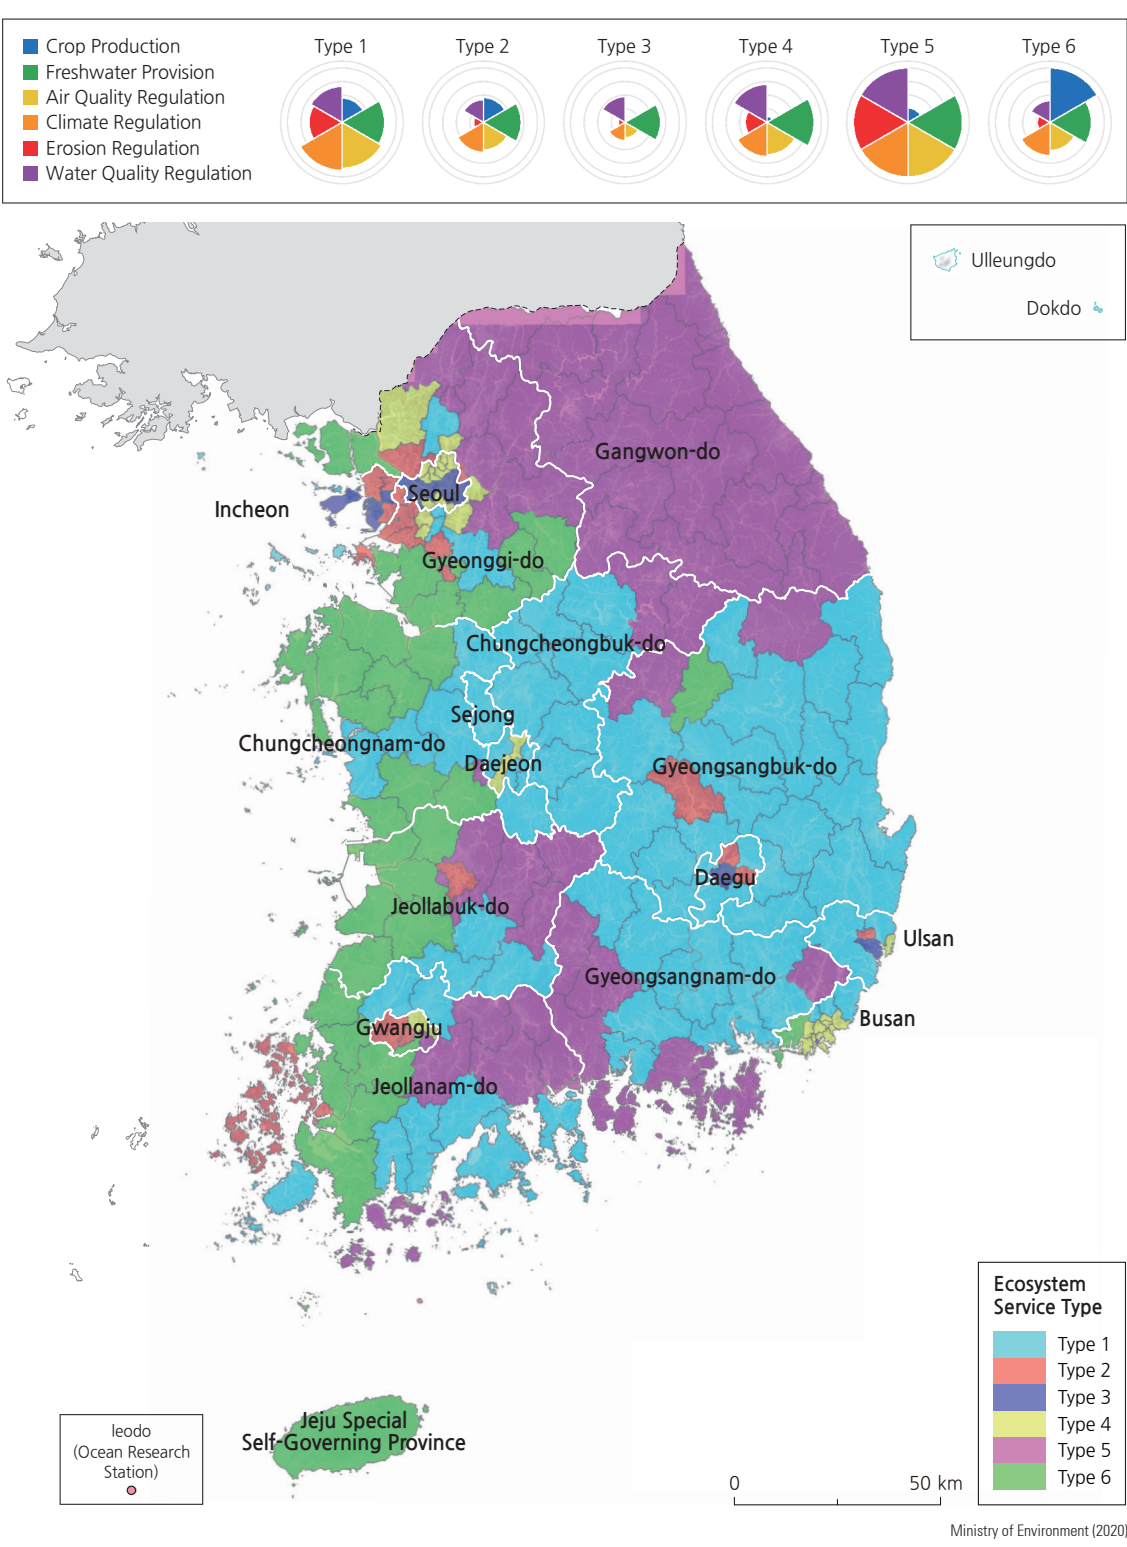 Crop Production
Freshwater Provision
Air Quality Regulation
Climate Regulation
Erosion Regulation
Water Quality Regulation
Type 1
Type 2
Type 3
Type 4
Type 5
Type 6
Ulleungdo
Dokdo
Gangwon-do
Seoul
Incheon
Gyeonggi-do
Chungcheongbuk-do
Sejong
Chungcheongnam-do
Daejeon
Gyeongsangbuk-do
Daegu
Jeollabuk-do
Ulsan
Gyeongsangnam-do
Busan
Gwangju
Jeollanam-do
Jeju Special
Self-Governing Province
Ieodo
(Ocean Research
Station)
Ecosystem
Service Type
Type 1
Type 2
Type 3
Type 4
Type 5
Type 6
0
50 km
Ministry of Environment (2020)